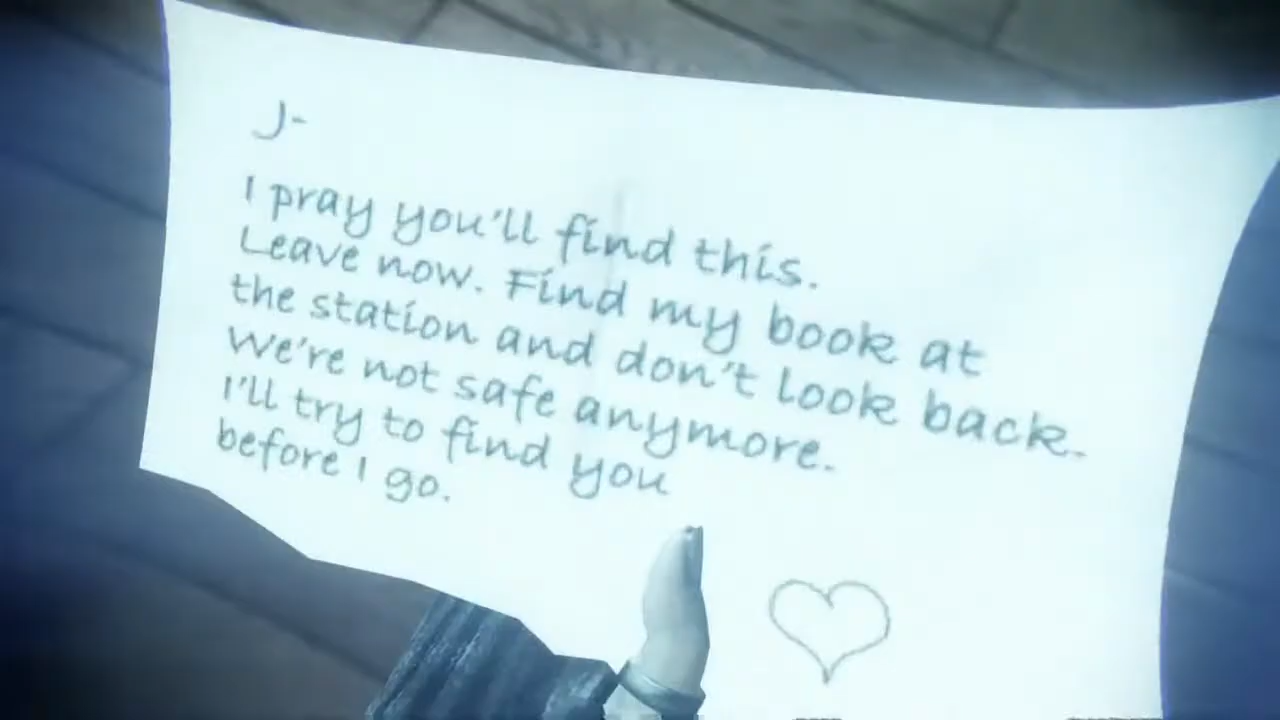 J-
I pray you'll find this.
Leave now. Find my book at
the station and don't look back.
We're not safe anymore.
I'll try to find you
before I go.